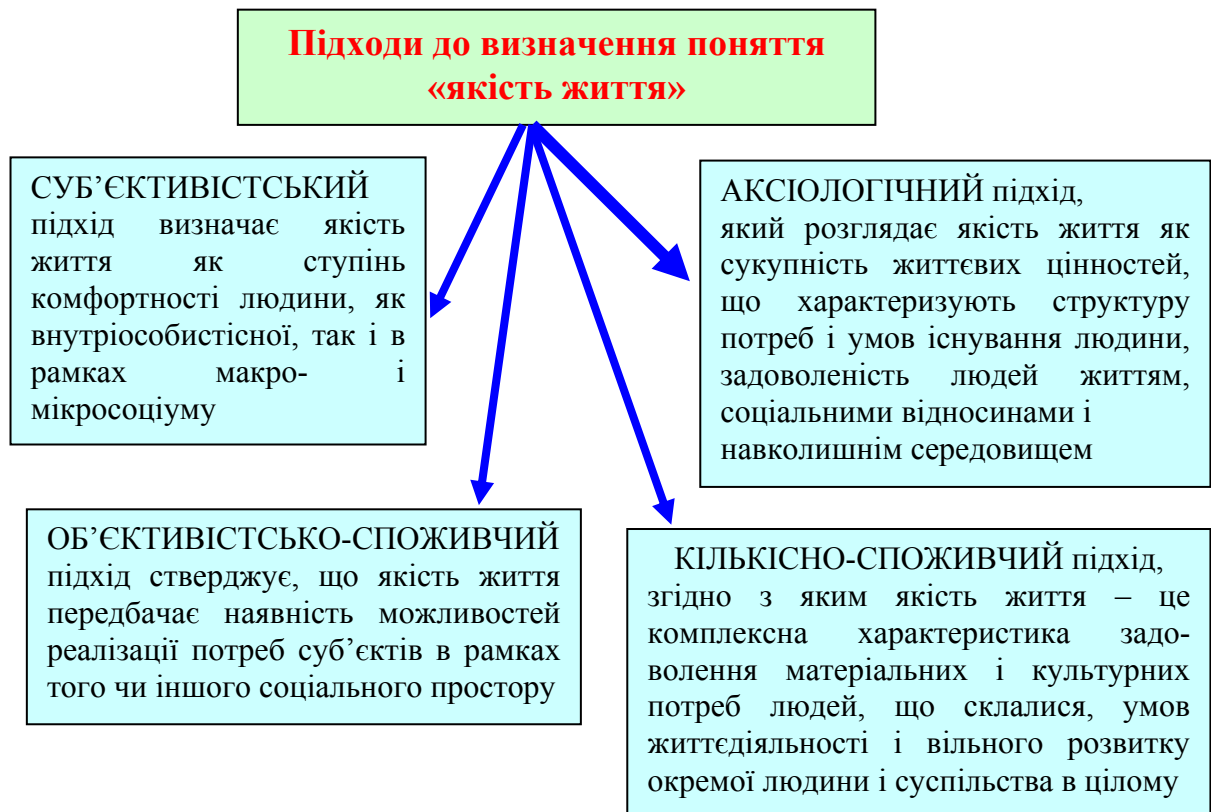 Підходи до визначення поняття
«якість життя»
СУБ’ЄКТИВІСТСЬКИЙ
підхід визначає якість
життя як ступінь
комфортності людини, як
внутріособистісної, так і в
рамках макро- і
мікросоціуму
АКСІОЛОГІЧНИЙ підхід,
який розглядає якість життя як
сукупність життєвих цінностей,
що характеризують структуру
потреб і умов існування людини,
задоволеність людей життям,
соціальними відносинами і
навколишнім середовищем
ОБ’ЄКТИВІСТСЬКО-СПОЖИВЧИЙ
підхід стверджує, що якість життя
передбачає наявність можливостей
реалізації потреб суб’єктів в рамках
того чи іншого соціального простору
КІЛЬКІСНО-СПОЖИВЧИЙ підхід,
згідно з яким якість життя – це
комплексна характеристика задо-
волення матеріальних і культурних
потреб людей, що склалися, умов
життєдіяльності і вільного розвитку
окремої людини і суспільства в цілому